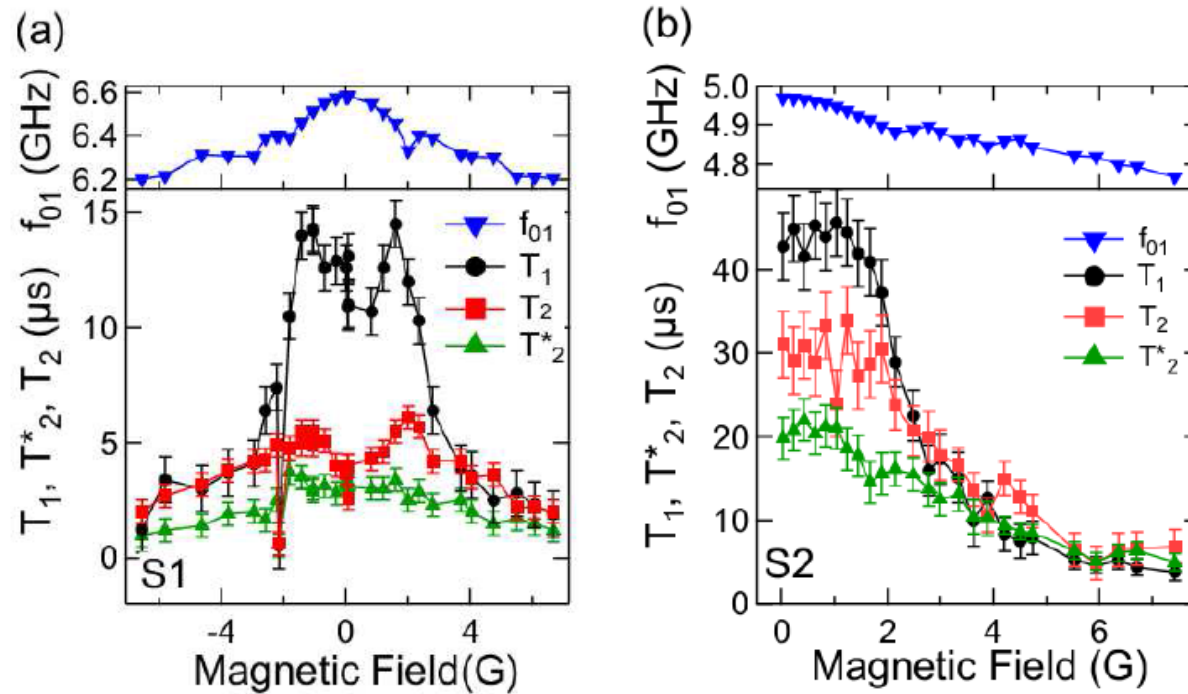 (a)
f₀₁ (GHz)
6.6
6.4
6.2
T₁, T*₂, T₂ (µs)
15
10
5
0
f₀₁
T₁
T₂
T*₂
S1
-4
0
4
Magnetic Field(G)
(b)
f₀₁ (GHz)
5.0
4.9
4.8
T₁, T*₂, T₂ (µs)
40
30
20
10
0
f₀₁
T₁
T₂
T*₂
S2
0
2
4
6
Magnetic Field (G)